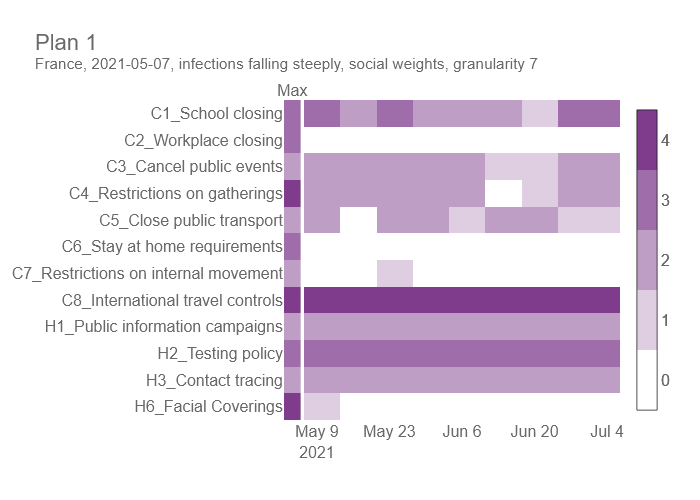 Plan 1
France, 2021-05-07, infections falling steeply, social weights, granularity 7
Max
C1_School closing
C2_Workplace closing
C3_Cancel public events
C4_Restrictions on gatherings
C5_Close public transport
C6_Stay at home requirements
C7_Restrictions on internal movement
C8_International travel controls
H1_Public information campaigns
H2_Testing policy
H3_Contact tracing
H6_Facial Coverings
May 9 May 23 Jun 6 Jun 20 Jul 4
2021
4
3
2
1
0